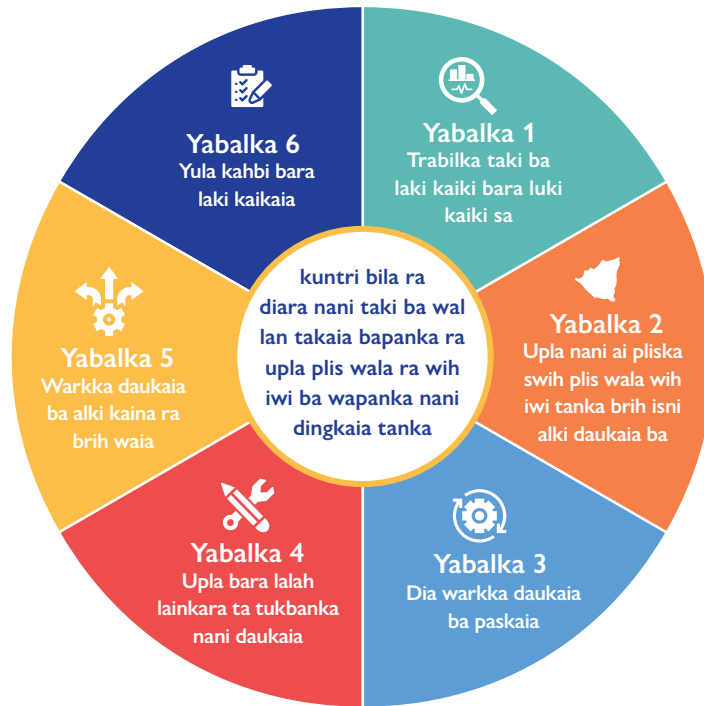 Yabalka 1
Trabilka taki ba
laki kaiki bara luki
kaiki sa
Yabalka 2
Upla nani ai pliska
swih plis wala wih
iwi tanka brih isni
alki daukaia ba
Yabalka 3
Dia warkka daukaia
ba paskaia
Yabalka 4
Upla bara lalah
lainkara ta tukbanka
nani daukaia
Yabalka 5
Warkka daukaia
ba alki kaina ra
brih waia
Yabalka 6
Yula kahbi bara
laki kaikaia
kuntri bila ra
diara nani taki ba wal
lan takaia bapanka ra
upla plis wala ra wih
iwi ba wapanka nani
dingkaia tanka